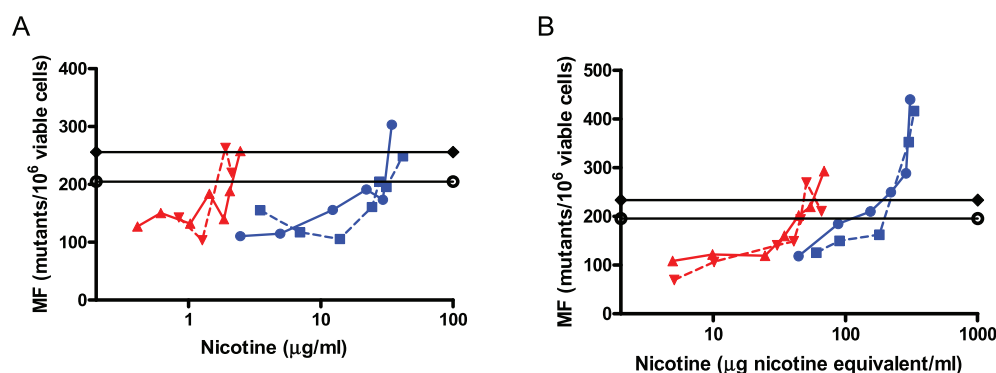 A
B
MF (mutants/10⁶ viable cells)
400
300
200
100
0
1
10
100
Nicotine (μg/ml)
MF (mutants/10⁶ viable cells)
500
400
300
200
100
0
10
100
1000
Nicotine (μg nicotine equivalent/ml)